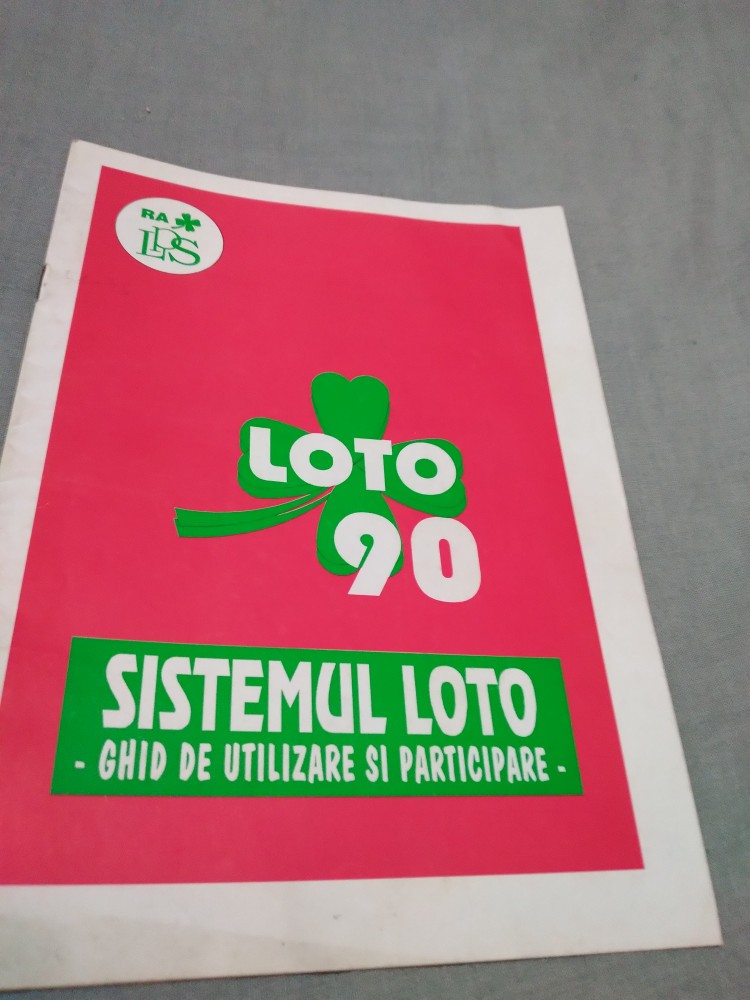 RA
LPS
LOTO
90
SISTEMUL LOTO
- GHID DE UTILIZARE SI PARTICIPARE -